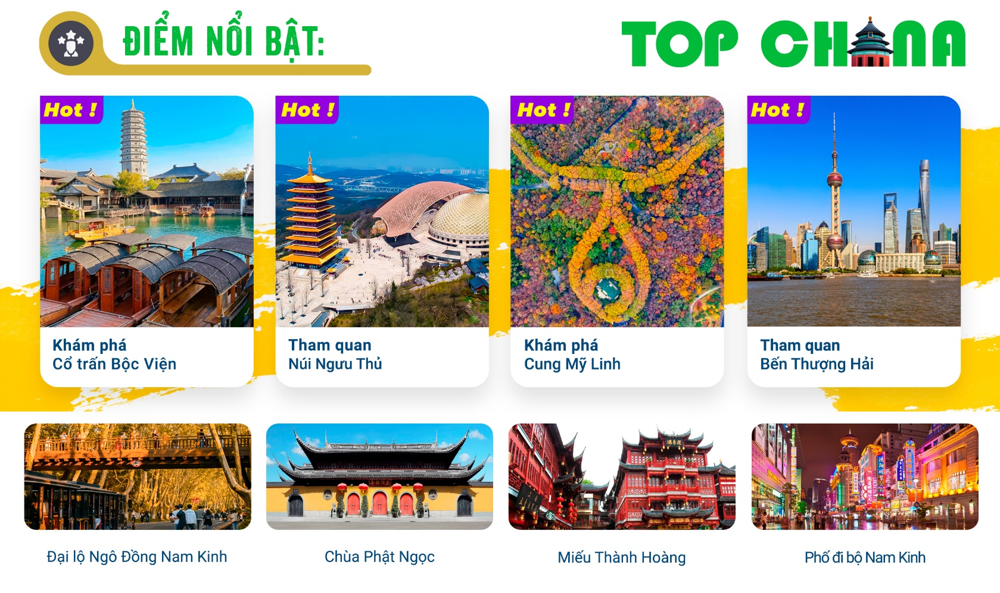 ĐIỂM NỔI BẬT:
TOP CHINA
Hot !
Hot !
Hot !
Hot !
Khám phá
Cổ trấn Bộc Viện
Tham quan
Núi Ngưu Thủ
Khám phá
Cung Mỹ Linh
Tham quan
Bến Thượng Hải
Đại lộ Ngô Đồng Nam Kinh
Chùa Phật Ngọc
Miếu Thành Hoàng
Phố đi bộ Nam Kinh